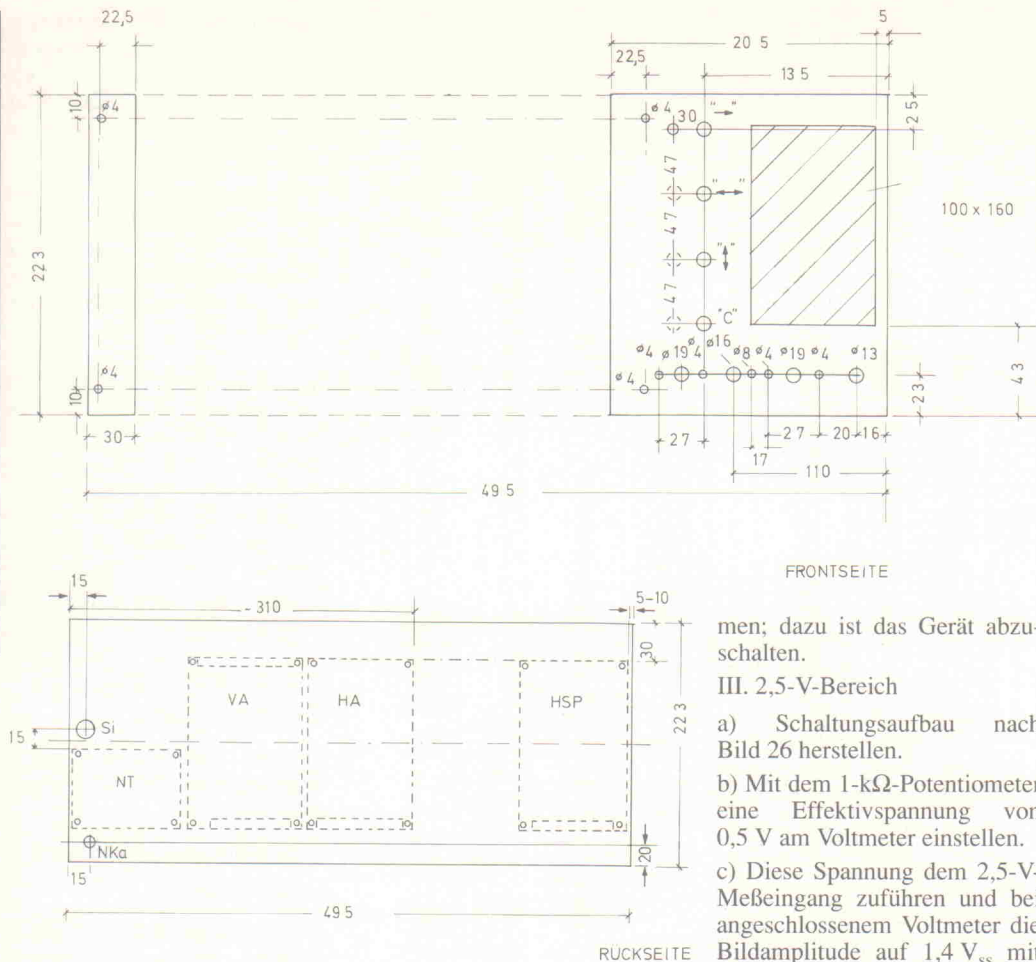 22,5
5
20 5
22,5
13 5
10
ø4
ø4
"→"
30
2 5
47
"↔"
47
100 x 160
22 3
"↕"
47
"C"
ø4
ø19
ø4
ø16
ø8
ø4
ø19
ø4
ø13
ø4
ø4
10
23
43
30
27
27
20
16
17
110
49 5
FRONTSEITE
15
~310
5-10
30
VA
HA
HSP
Si
22 3
15
NT
NKa
20
15
49 5
RÜCKSEITE
men; dazu ist das Gerät abzu-
schalten.
III. 2,5-V-Bereich
a) Schaltungsaufbau nach
Bild 26 herstellen.
b) Mit dem 1-kΩ-Potentiometer
eine Effektivspannung von
0,5 V am Voltmeter einstellen.
c) Diese Spannung dem 2,5-V-
Meßeingang zuführen und bei
angeschlossenem Voltmeter die
Bildamplitude auf 1,4 Vss mit